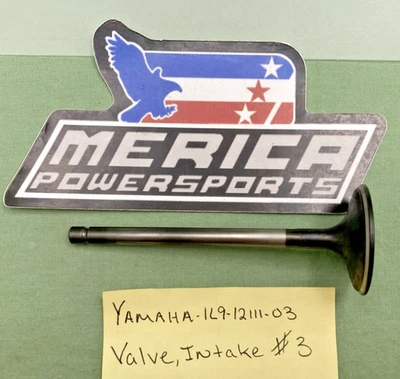 MERICA
POWERSPORTS
YAMAHA-1L9-12111-03
Valve, Intake #3